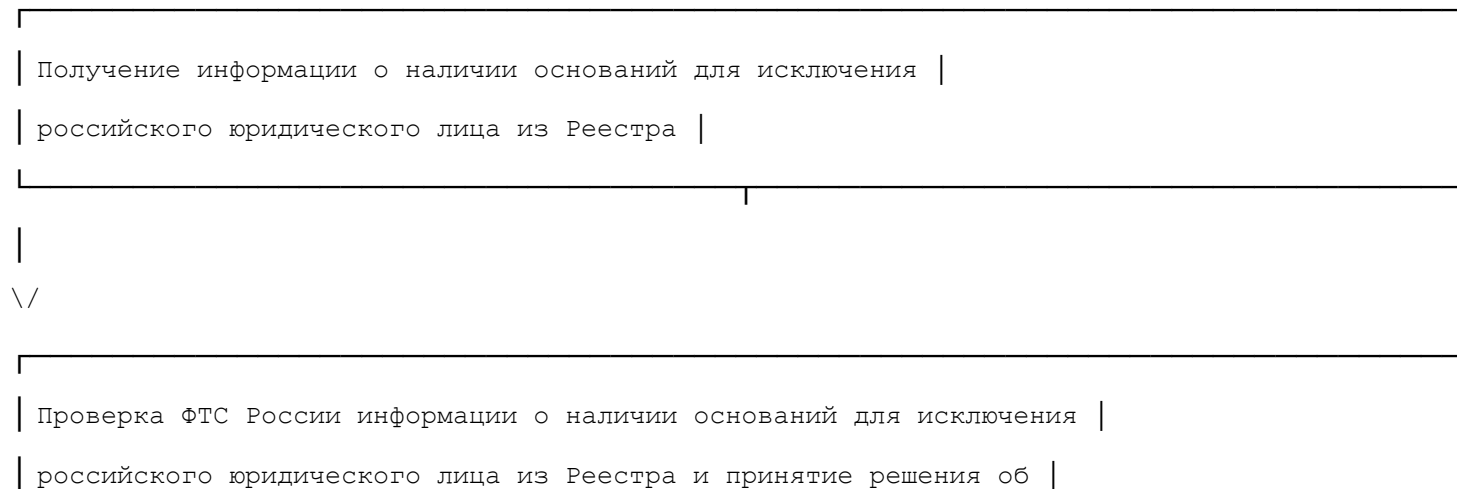 Получение информации о наличии оснований для исключения
российского юридического лица из Реестра
\/
Проверка ФТС России информации о наличии оснований для исключения
российского юридического лица из Реестра и принятие решения об